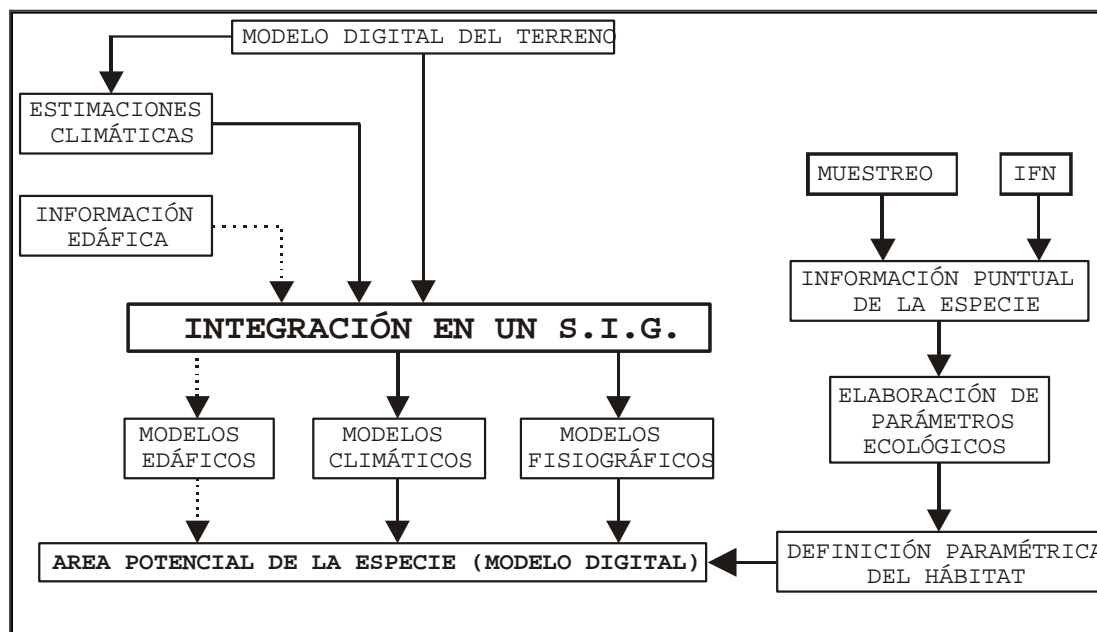 MODELO DIGITAL DEL TERRENO
ESTIMACIONES
CLIMÁTICAS
INFORMACIÓN
EDÁFICA
MUESTREO
IFN
INFORMACIÓN PUNTUAL
DE LA ESPECIE
INTEGRACIÓN EN UN S.I.G.
ELABORACIÓN DE
PARÁMETROS
ECOLÓGICOS
MODELOS
EDÁFICOS
MODELOS
CLIMÁTICOS
MODELOS
FISIOGRÁFICOS
AREA POTENCIAL DE LA ESPECIE (MODELO DIGITAL)
DEFINICIÓN PARAMÉTRICA
DEL HÁBITAT